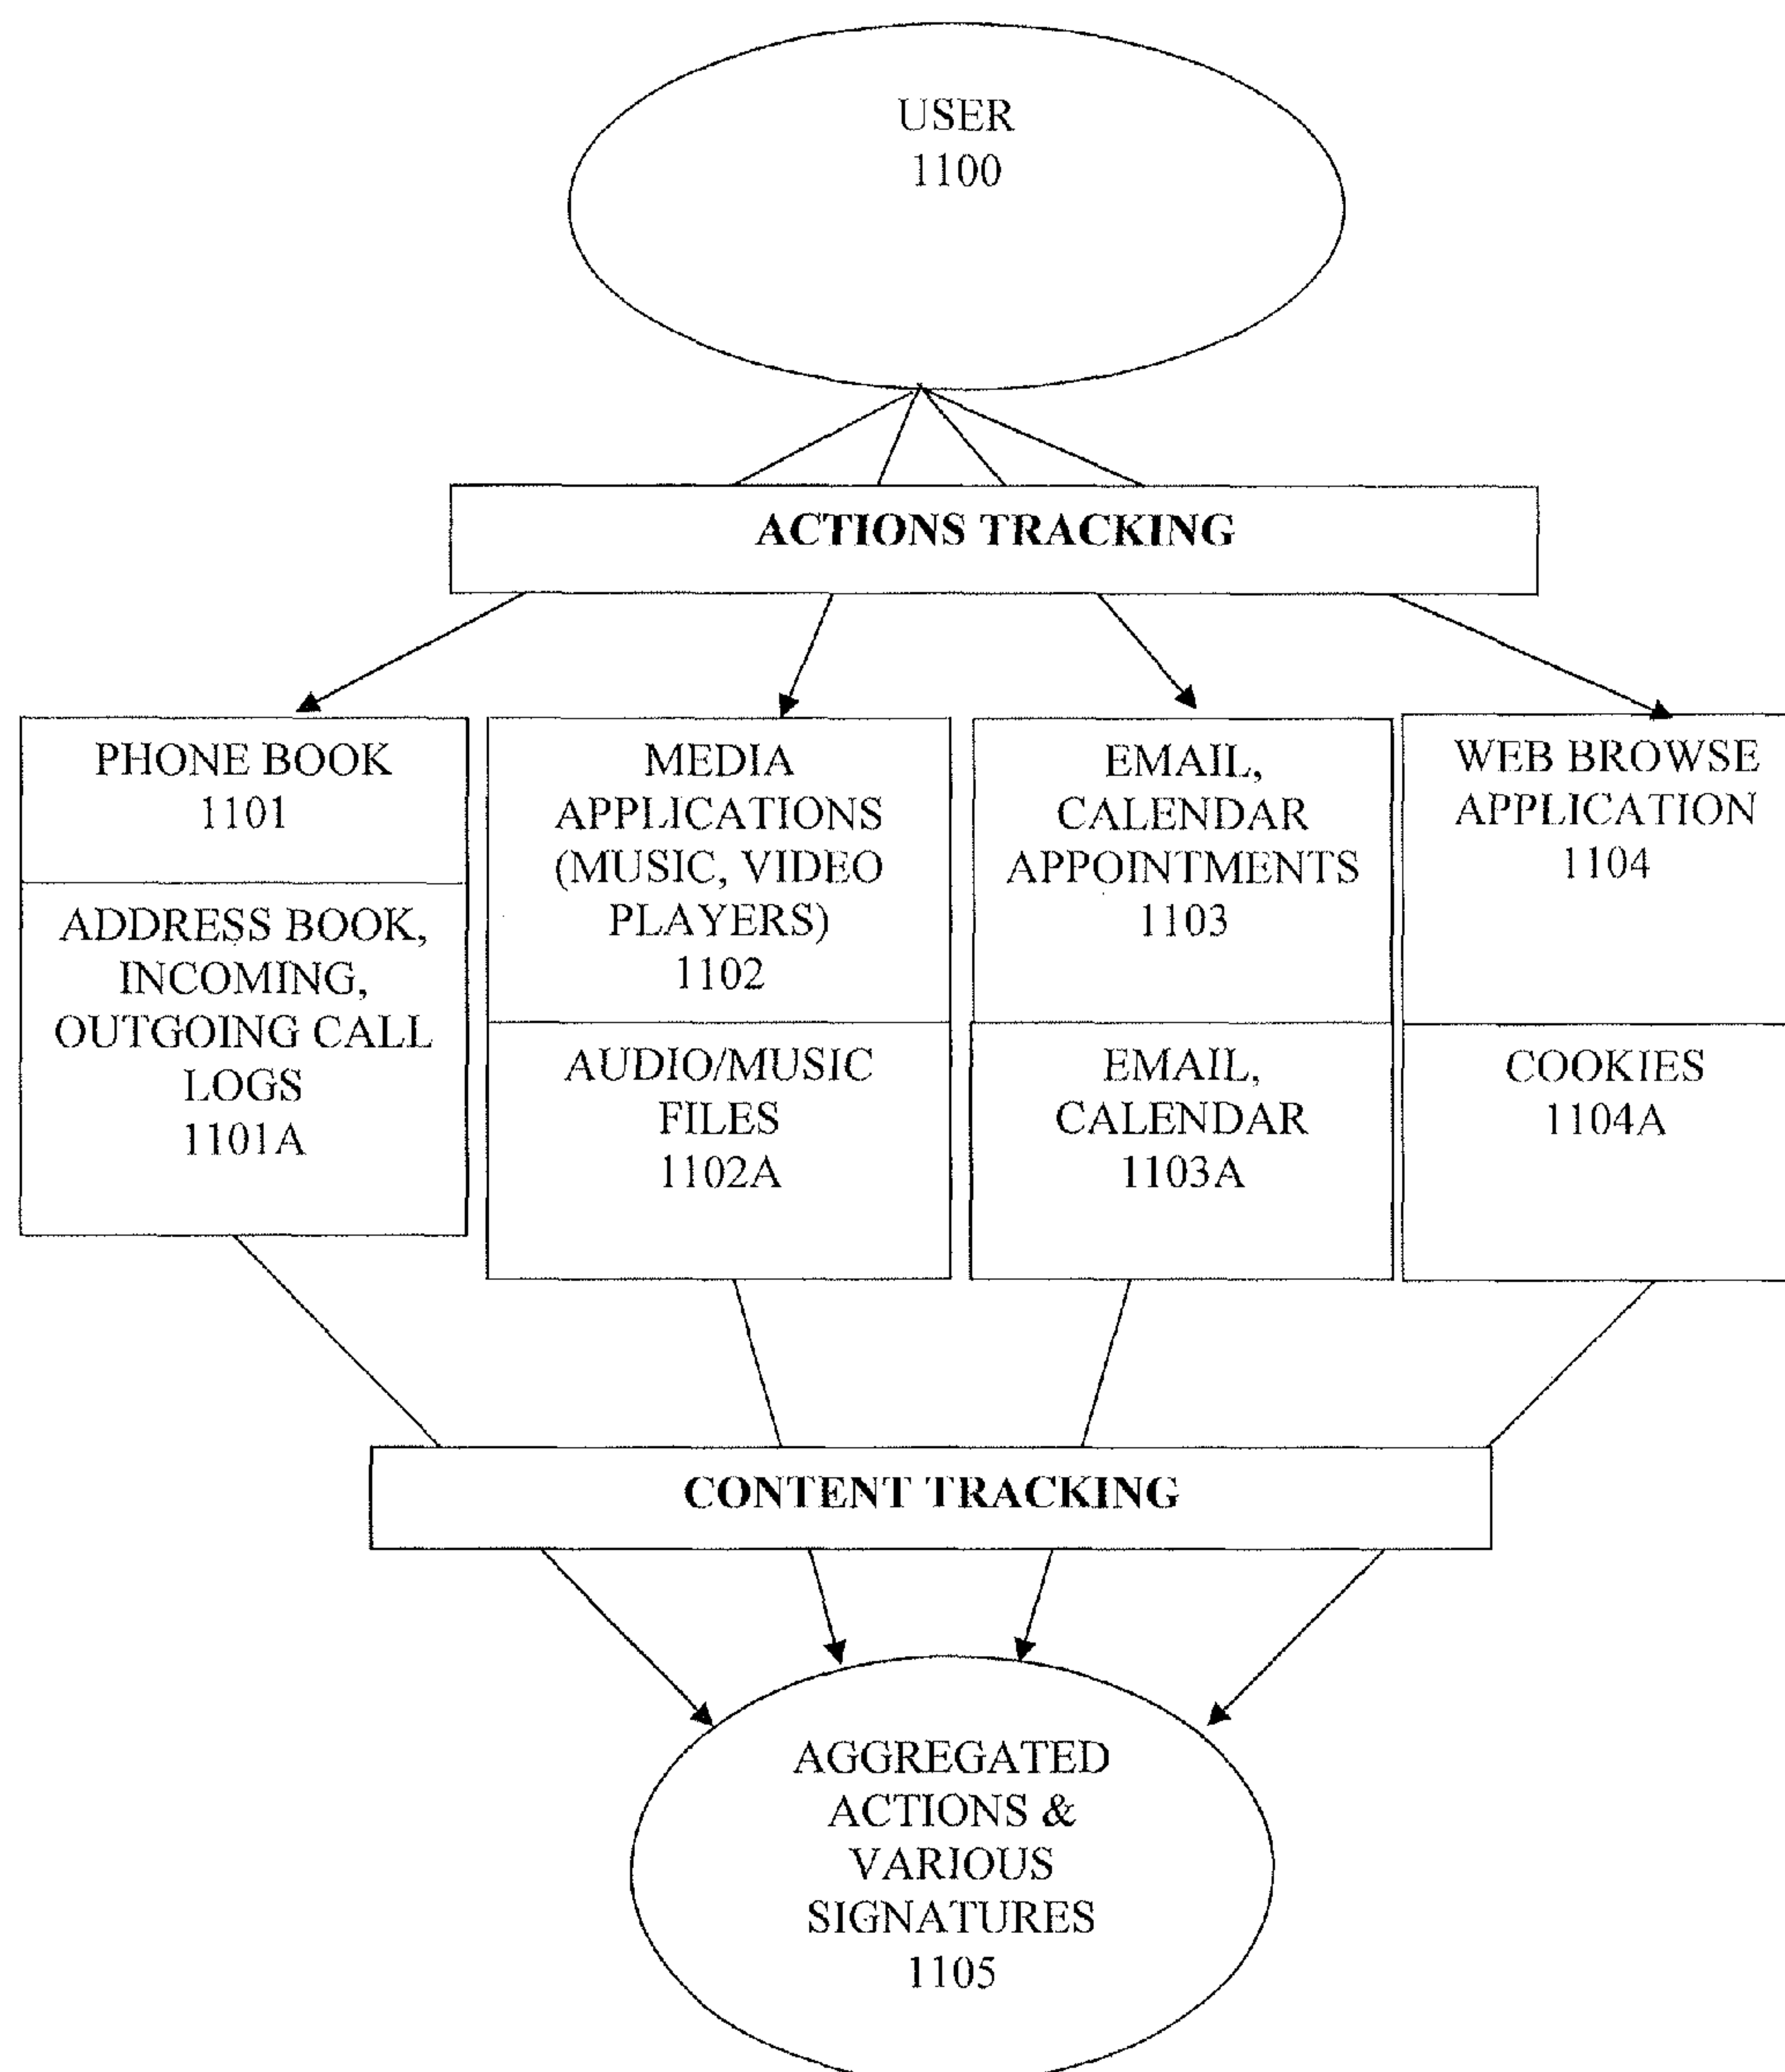 USER
1100
ACTIONS TRACKING
PHONE BOOK
1101
ADDRESS BOOK,
INCOMING,
OUTGOING CALL
LOGS
1101A
MEDIA
APPLICATIONS
(MUSIC, VIDEO
PLAYERS)
1102
AUDIO/MUSIC
FILES
1102A
EMAIL,
CALENDAR
APPOINTMENTS
1103
EMAIL,
CALENDAR
1103A
WEB BROWSE
APPLICATION
1104
COOKIES
1104A
CONTENT TRACKING
AGGREGATED
ACTIONS &
VARIOUS
SIGNATURES
1105